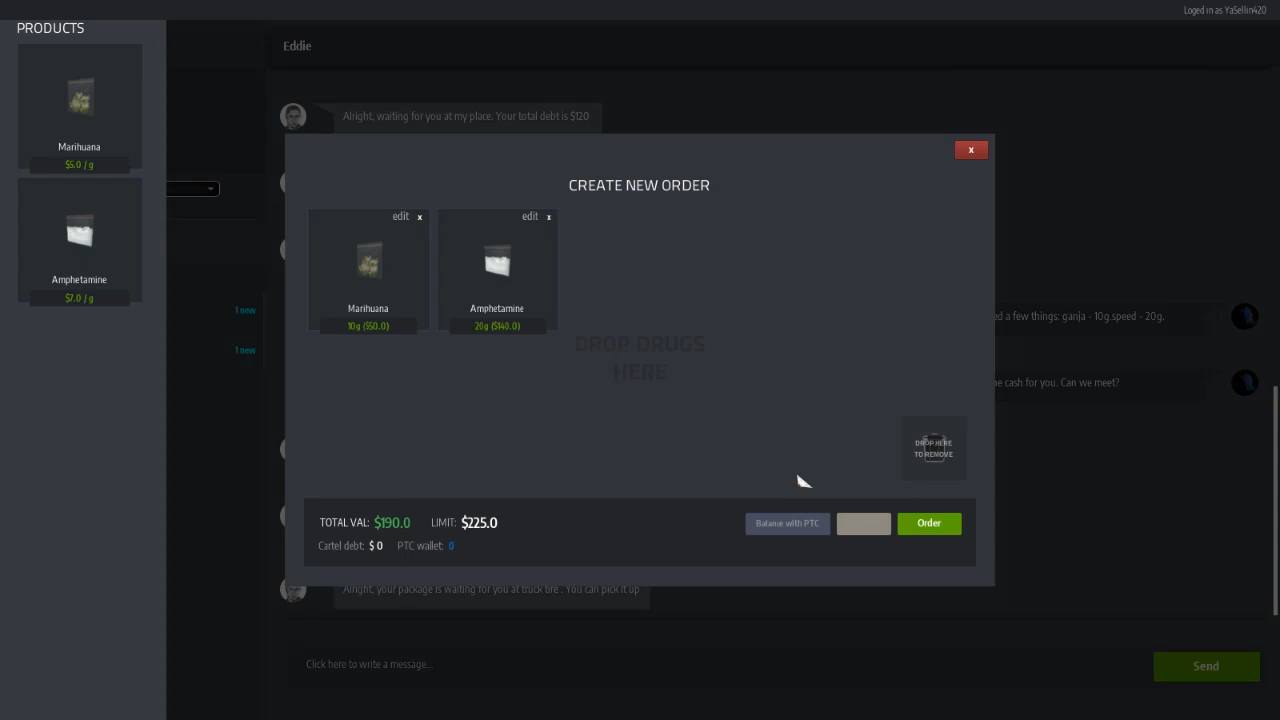 Loged in as YaSellin420
PRODUCTS
Marihuana
$5.0 / g
Amphetamine
$7.0 / g
1 new
1 new
Eddie
Alright, waiting for you at my place. Your total debt is $120
x
CREATE NEW ORDER
edit x
Marihuana
10g ($50.0)
edit x
Amphetamine
20g ($140.0)
DROP DRUGS
HERE
a few things: ganja - 10g.speed - 20g.
cash for you. Can we meet?
DROP HERE
TO REMOVE
TOTAL VAL: $190.0 LIMIT: $225.0
Cartel debt: $ 0 PTC wallet: 0
Balance with PTC
Order
Alright, your package is waiting for you at truck tire . You can pick it up
Click here to write a message...
Send